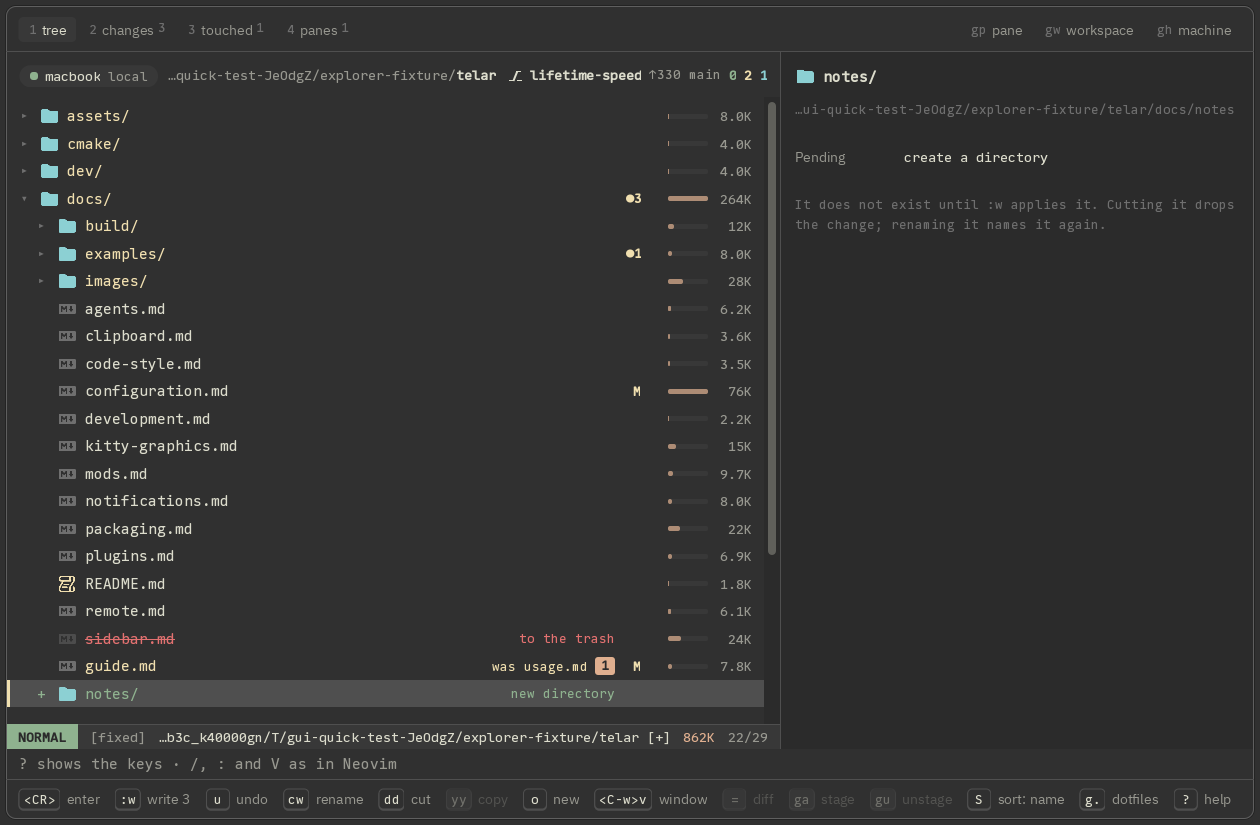 1 tree 2 changes 3 3 touched 1 4 panes 1 gp pane gw workspace gh machine
macbook local …quick-test-JeOdgZ/explorer-fixture/telar lifetime-speed ↑330 main 0 2 1
▸ assets/ 8.0K
▸ cmake/ 4.0K
▸ dev/ 4.0K
▾ docs/ ●3 264K
▸ build/ 12K
▸ examples/ ●1 8.0K
▸ images/ 28K
M↓ agents.md 6.2K
M↓ clipboard.md 3.6K
M↓ code-style.md 3.5K
M↓ configuration.md M 76K
M↓ development.md 2.2K
M↓ kitty-graphics.md 15K
M↓ mods.md 9.7K
M↓ notifications.md 8.0K
M↓ packaging.md 22K
M↓ plugins.md 6.9K
README.md 1.8K
M↓ remote.md 6.1K
M↓ sidebar.md to the trash 24K
M↓ guide.md was usage.md 1 M 7.8K
+ notes/ new directory
NORMAL [fixed] …b3c_k40000gn/T/gui-quick-test-JeOdgZ/explorer-fixture/telar [+] 862K 22/29
notes/
…ui-quick-test-JeOdgZ/explorer-fixture/telar/docs/notes
Pending create a directory
It does not exist until :w applies it. Cutting it drops
the change; renaming it names it again.
? shows the keys · /, : and V as in Neovim
<CR> enter :w write 3 u undo cw rename dd cut yy copy o new <C-w>v window = diff ga stage gu unstage S sort: name g. dotfiles ? help